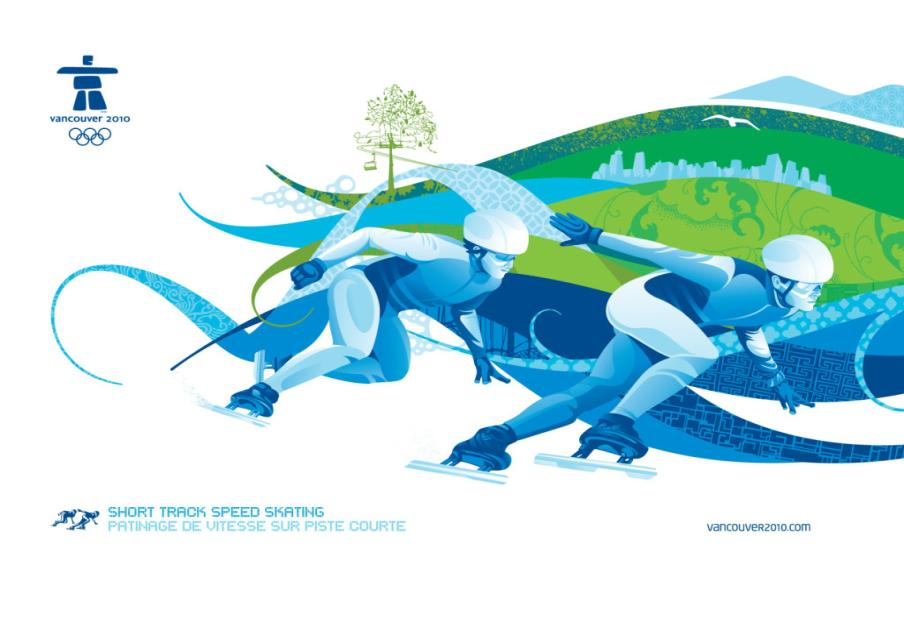 vancouver 2010
SHORT TRACK SPEED SKATING
PATINAGE DE VITESSE SUR PISTE COURTE
vancouver2010.com